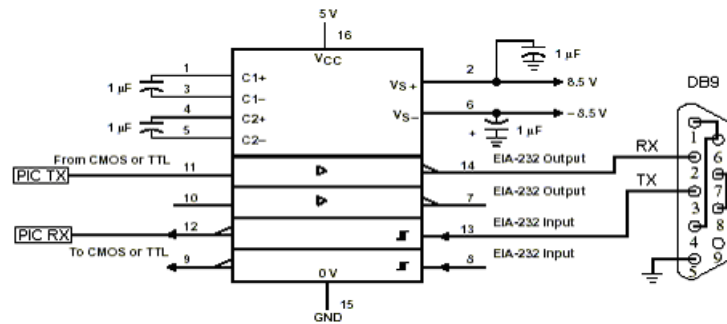 5 V
16
VCC
1 µF
1
C1+
1 µF
3
C1−
4
C2+
1 µF
5
C2−
VS+
2
8.5 V
VS−
6
− 8.5 V
+
1 µF
DB9
From CMOS or TTL
PIC TX
11
14
EIA-232 Output
RX
10
7
EIA-232 Output
TX
PIC RX
12
13
EIA-232 Input
To CMOS or TTL
9
8
EIA-232 Input
0 V
15
GND
1
6
2
7
3
8
4
9
5